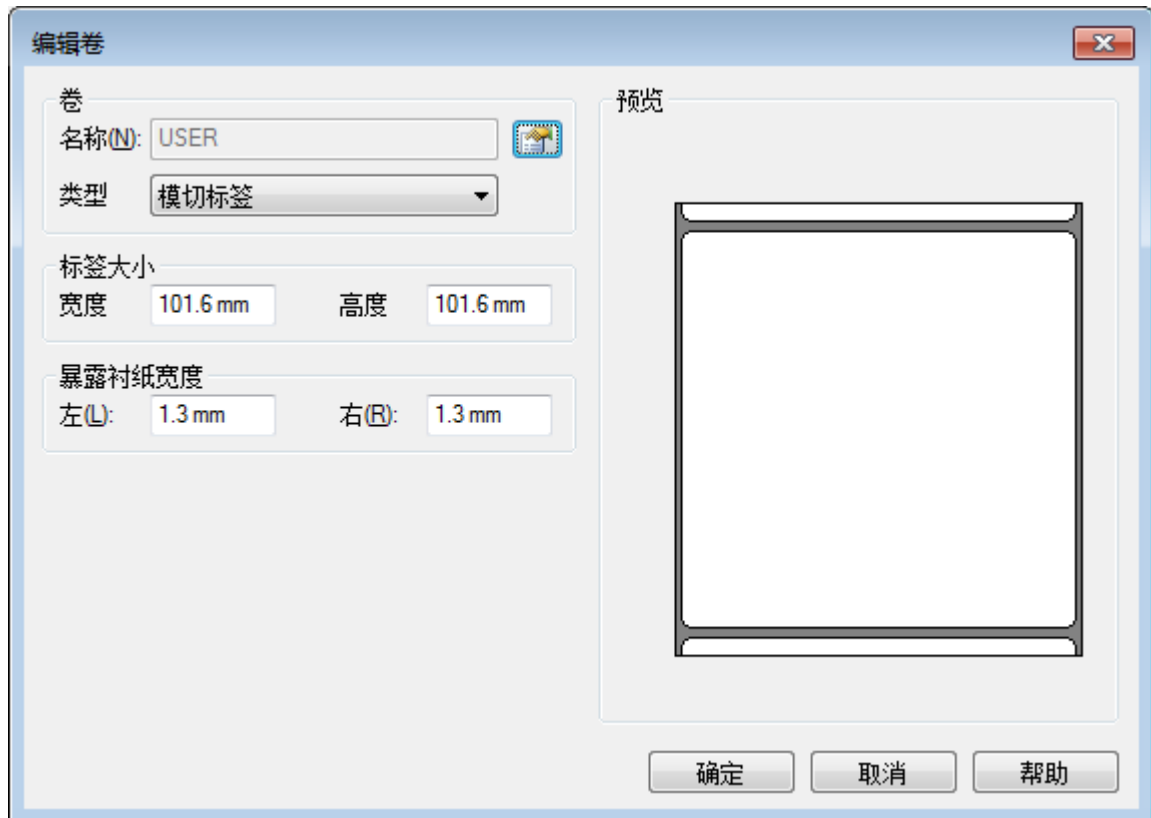 编辑卷
卷
名称(N): USER
类型 模切标签
标签大小
宽度 101.6 mm 高度 101.6 mm
暴露衬纸宽度
左(L): 1.3 mm 右(R): 1.3 mm
预览
确定 取消 帮助